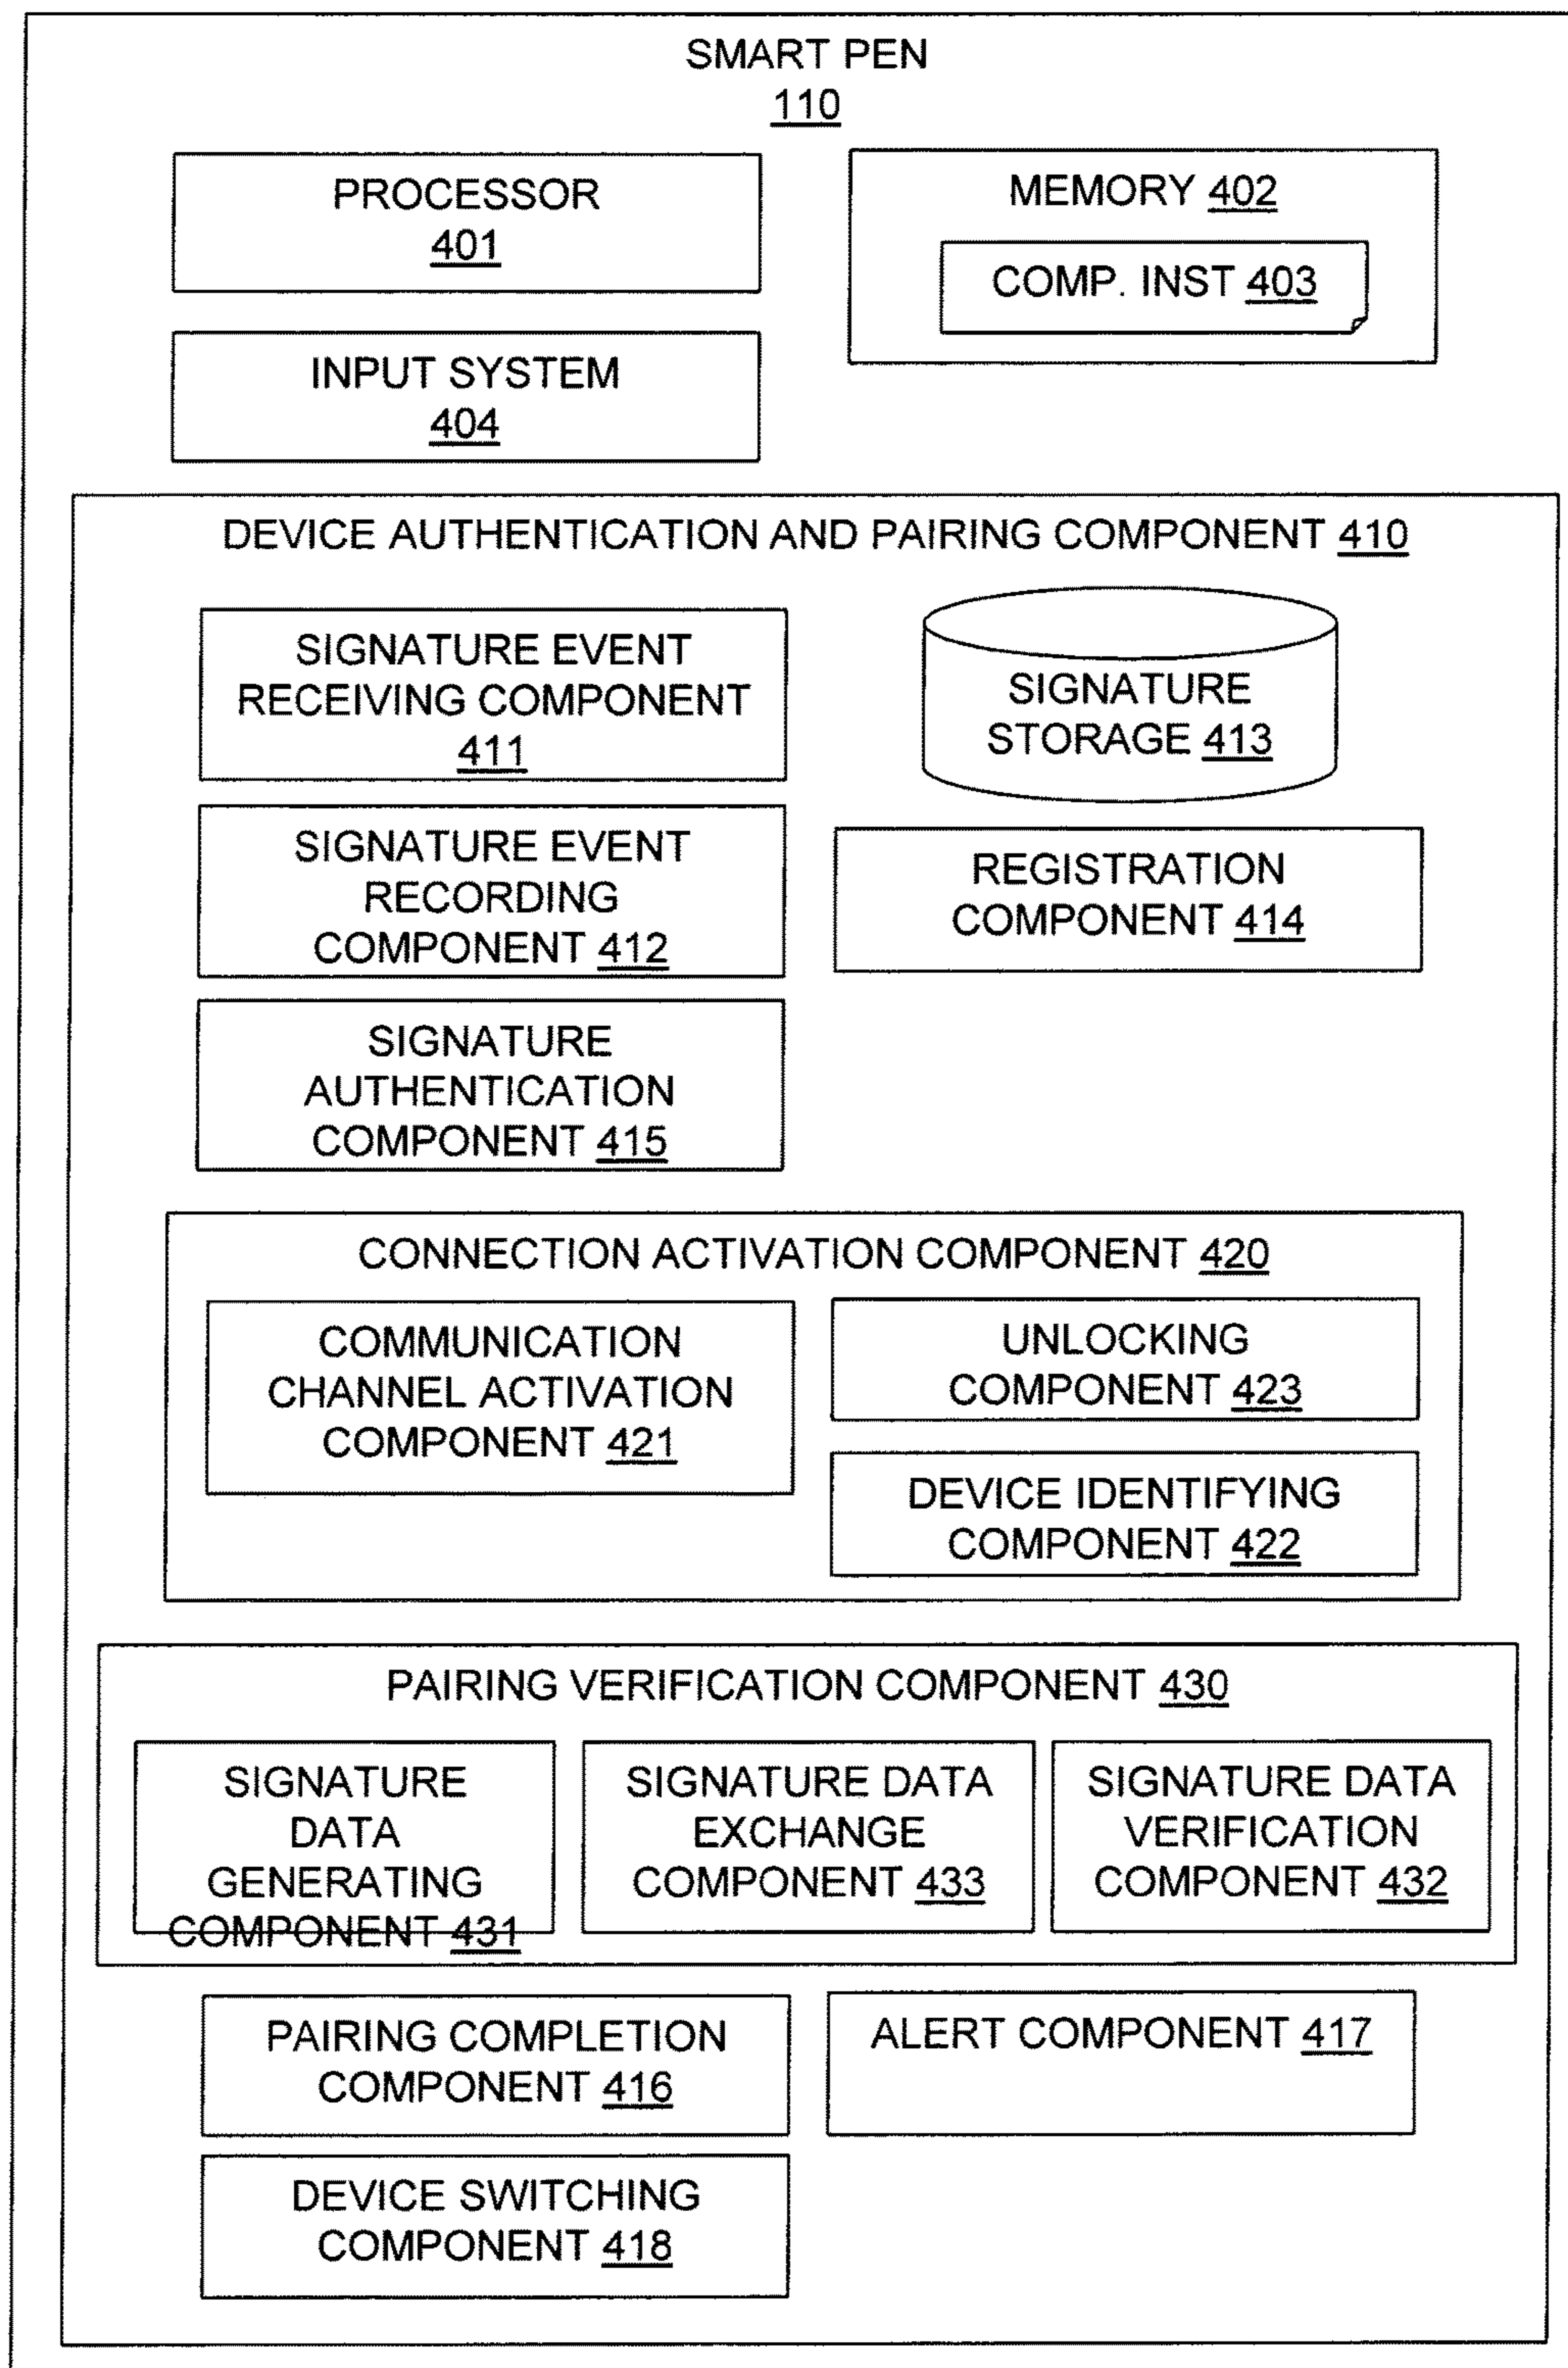 SMART PEN
110
PROCESSOR
401
MEMORY 402
COMP. INST 403
INPUT SYSTEM
404
DEVICE AUTHENTICATION AND PAIRING COMPONENT 410
SIGNATURE EVENT
RECEIVING COMPONENT
411
SIGNATURE
STORAGE 413
SIGNATURE EVENT
RECORDING
COMPONENT 412
REGISTRATION
COMPONENT 414
SIGNATURE
AUTHENTICATION
COMPONENT 415
CONNECTION ACTIVATION COMPONENT 420
COMMUNICATION
CHANNEL ACTIVATION
COMPONENT 421
UNLOCKING
COMPONENT 423
DEVICE IDENTIFYING
COMPONENT 422
PAIRING VERIFICATION COMPONENT 430
SIGNATURE
DATA
GENERATING
COMPONENT 431
SIGNATURE DATA
EXCHANGE
COMPONENT 433
SIGNATURE DATA
VERIFICATION
COMPONENT 432
PAIRING COMPLETION
COMPONENT 416
ALERT COMPONENT 417
DEVICE SWITCHING
COMPONENT 418